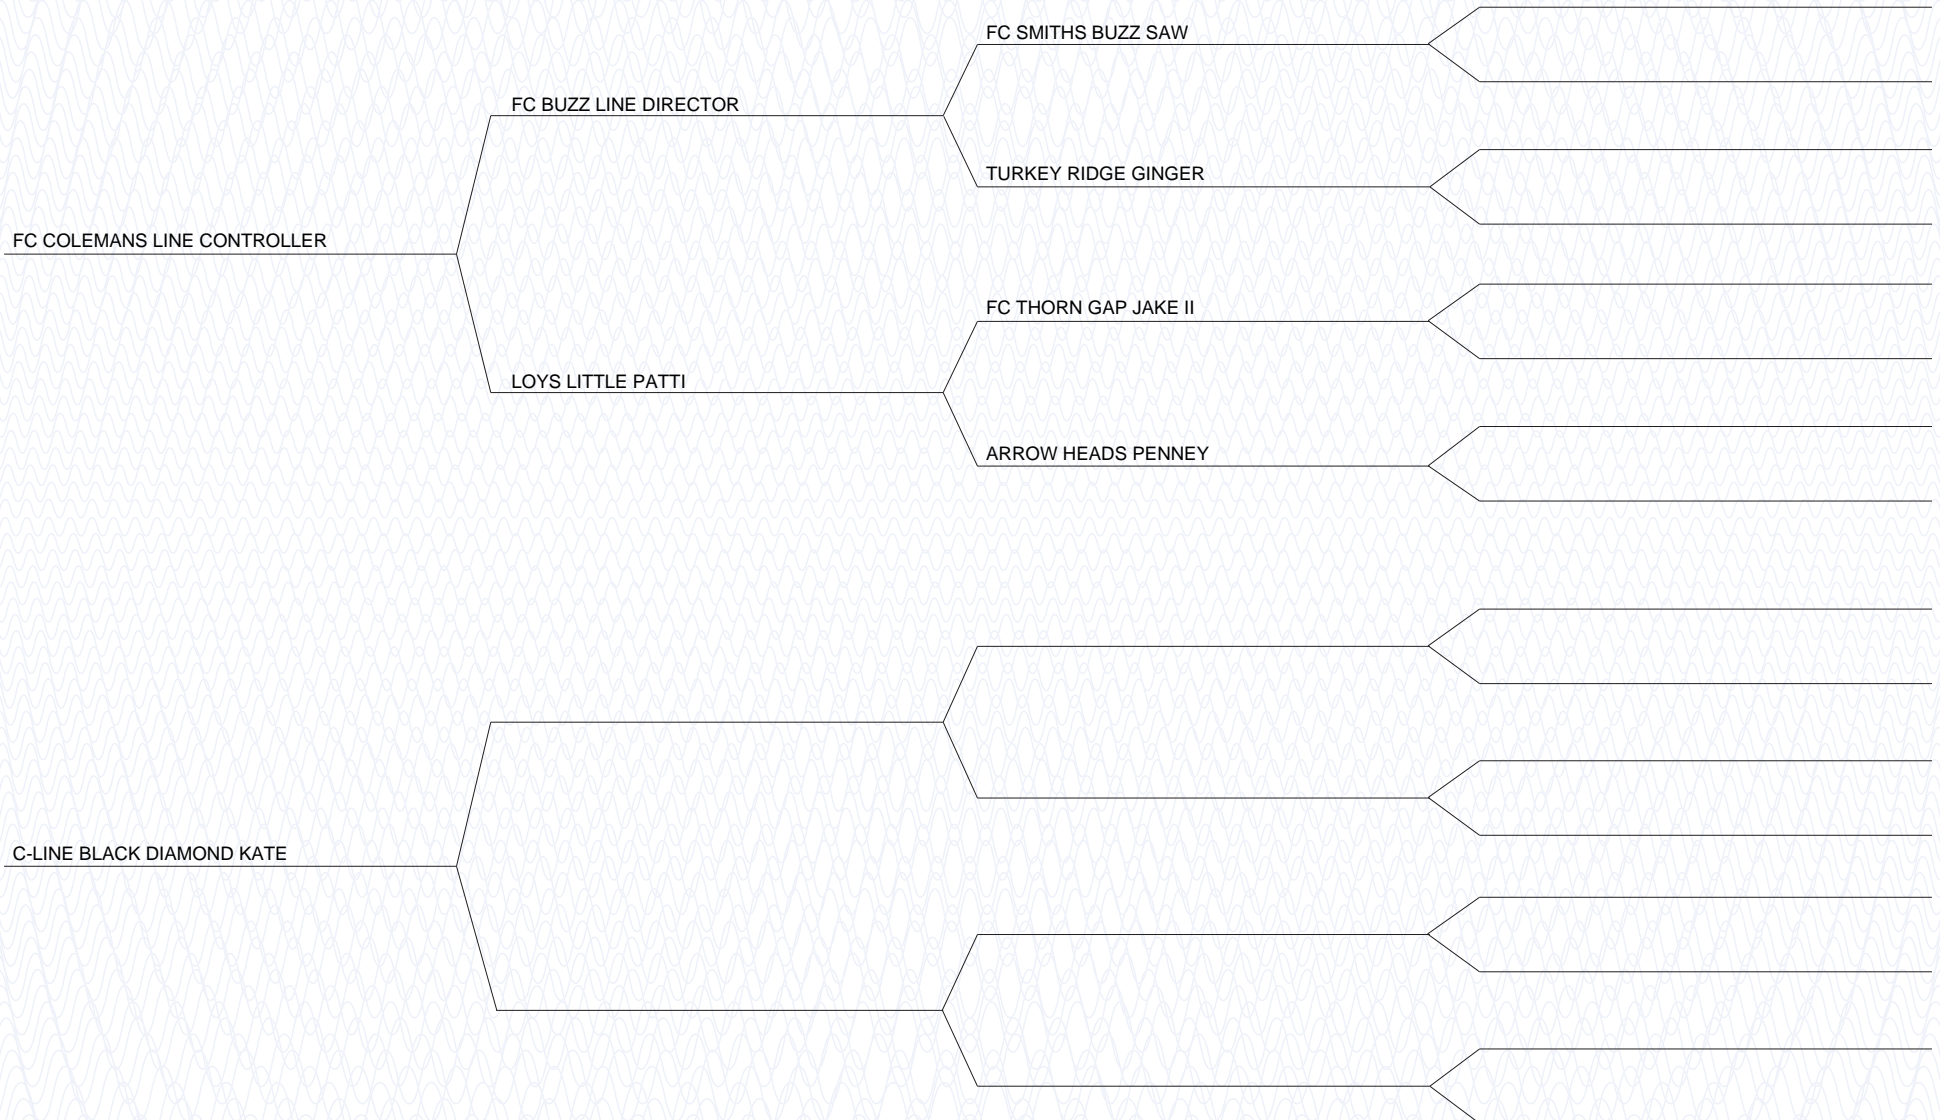 FC SMITHS BUZZ SAW
FC BUZZ LINE DIRECTOR
TURKEY RIDGE GINGER
FC COLEMANS LINE CONTROLLER
FC THORN GAP JAKE II
LOYS LITTLE PATTI
ARROW HEADS PENNEY
C-LINE BLACK DIAMOND KATE